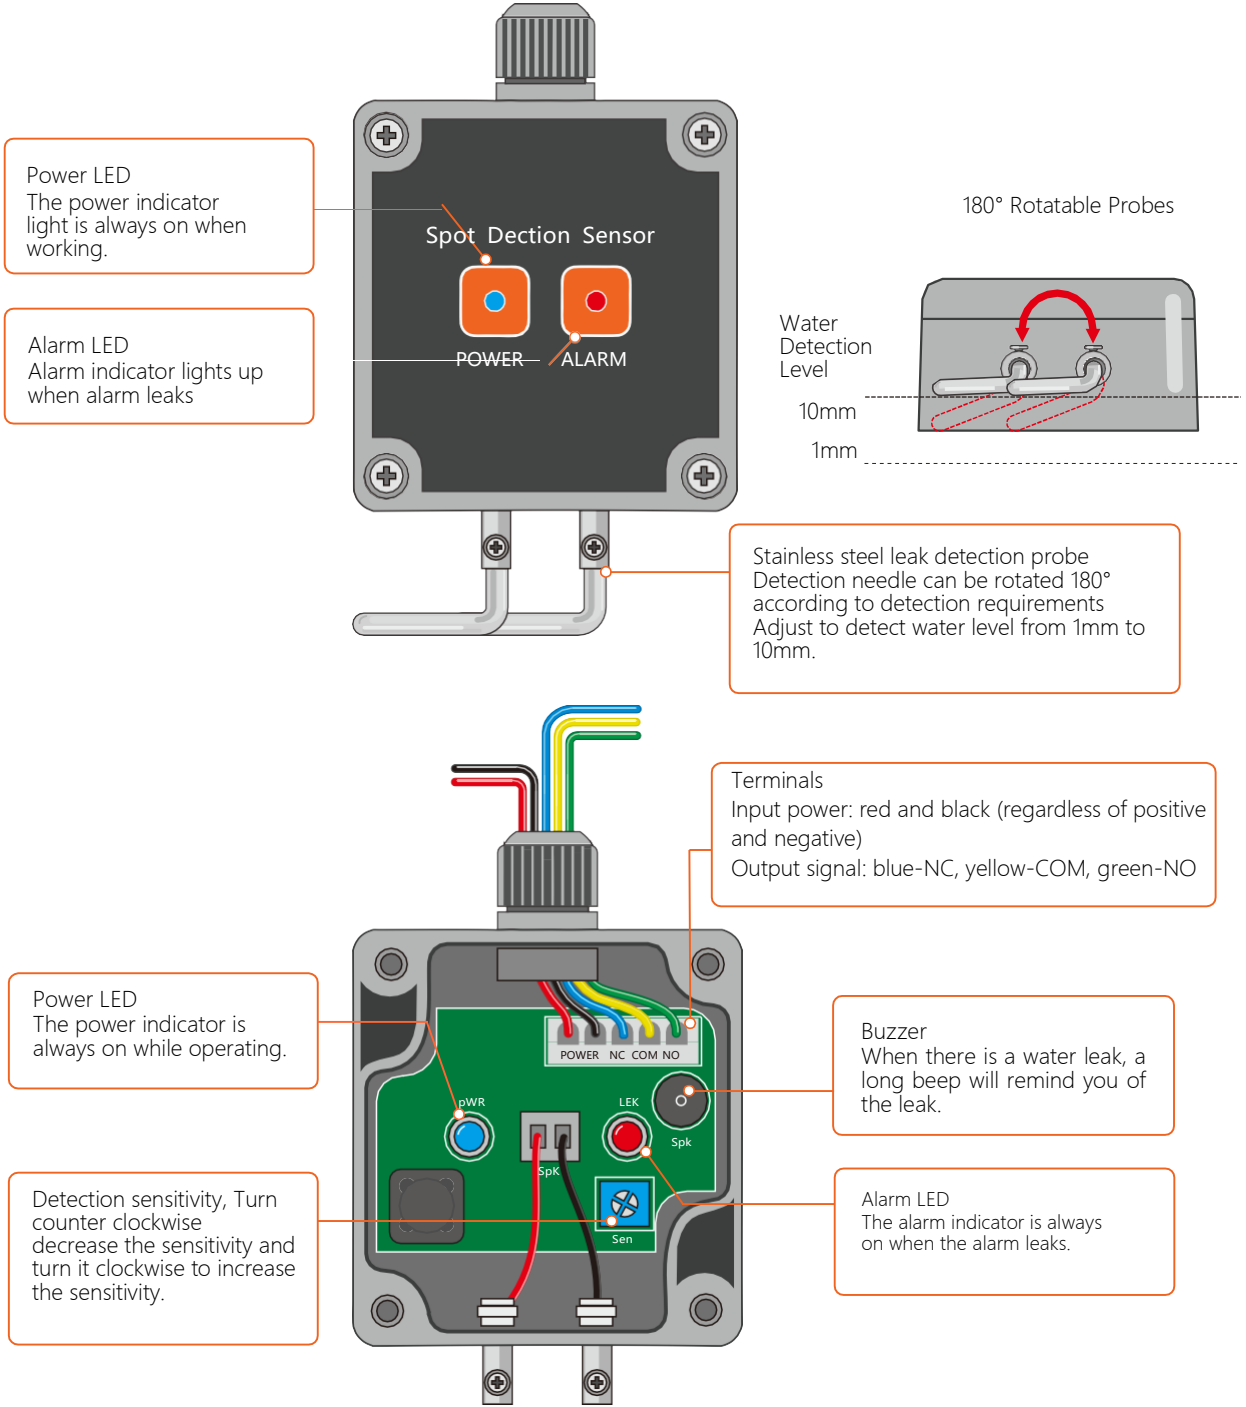 Power LED
The power indicator
light is always on when
working.
Alarm LED
Alarm indicator lights up
when alarm leaks
Spot Dection Sensor
POWER
ALARM
180° Rotatable Probes
Water
Detection
Level
10mm
1mm
Stainless steel leak detection probe
Detection needle can be rotated 180°
according to detection requirements
Adjust to detect water level from 1mm to
10mm.
Terminals
Input power: red and black (regardless of positive
and negative)
Output signal: blue-NC, yellow-COM, green-NO
Power LED
The power indicator is
always on while operating.
POWER NC COM NO
pWR
LEK
Spk
SpK
Sen
Buzzer
When there is a water leak, a
long beep will remind you of
the leak.
Detection sensitivity, Turn
counter clockwise
decrease the sensitivity and
turn it clockwise to increase
the sensitivity.
Alarm LED
The alarm indicator is always
on when the alarm leaks.